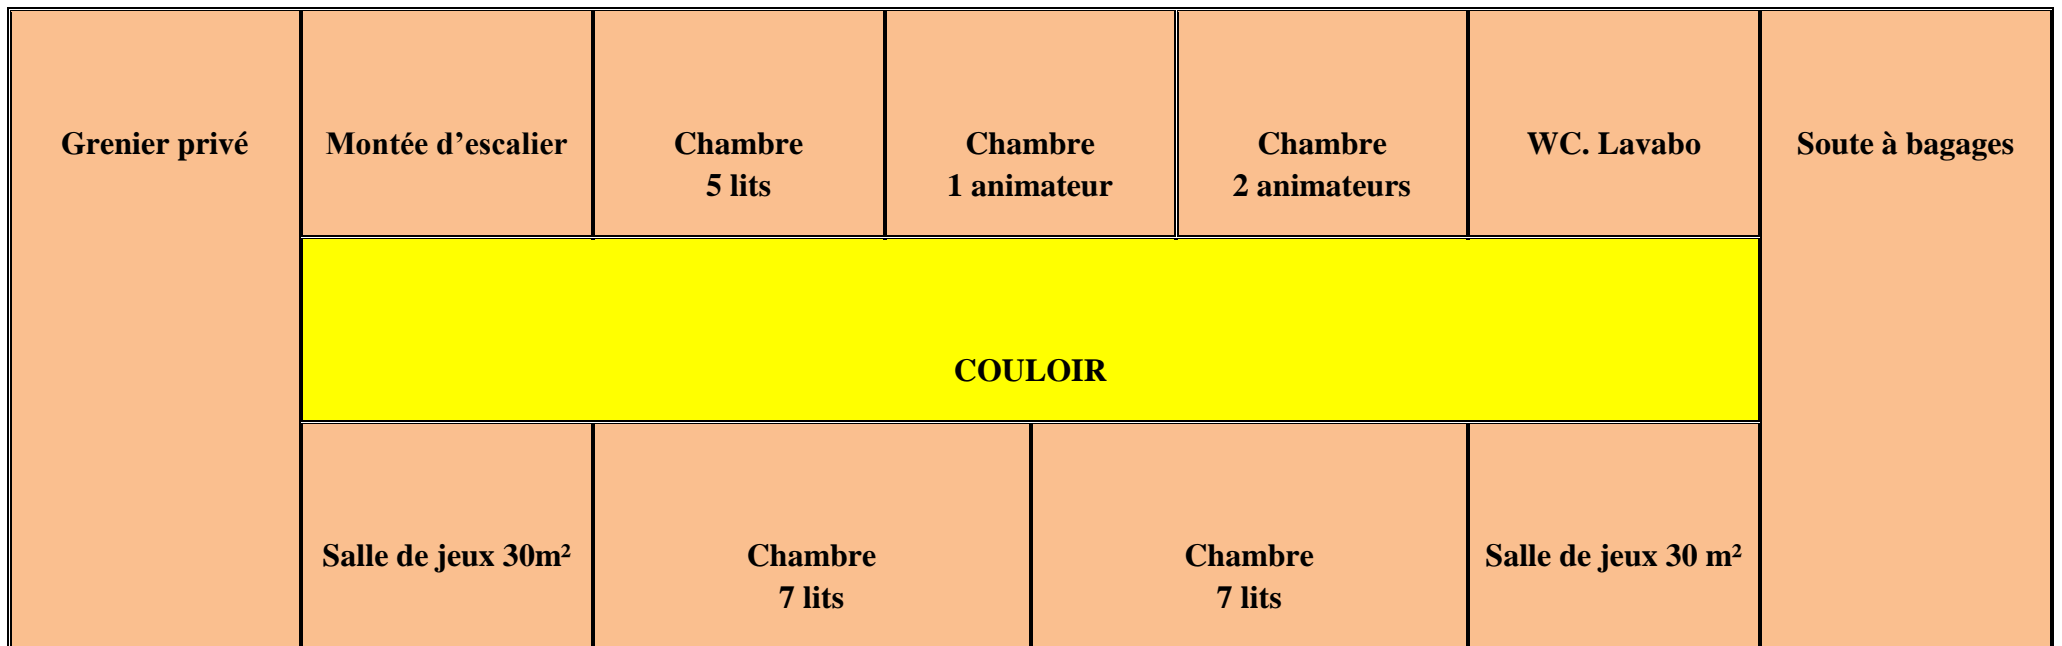 Grenier privé
Montée d’escalier
Chambre
5 lits
Chambre
1 animateur
Chambre
2 animateurs
WC. Lavabo
Soute à bagages
COULOIR
Salle de jeux 30m²
Chambre
7 lits
Chambre
7 lits
Salle de jeux 30 m²